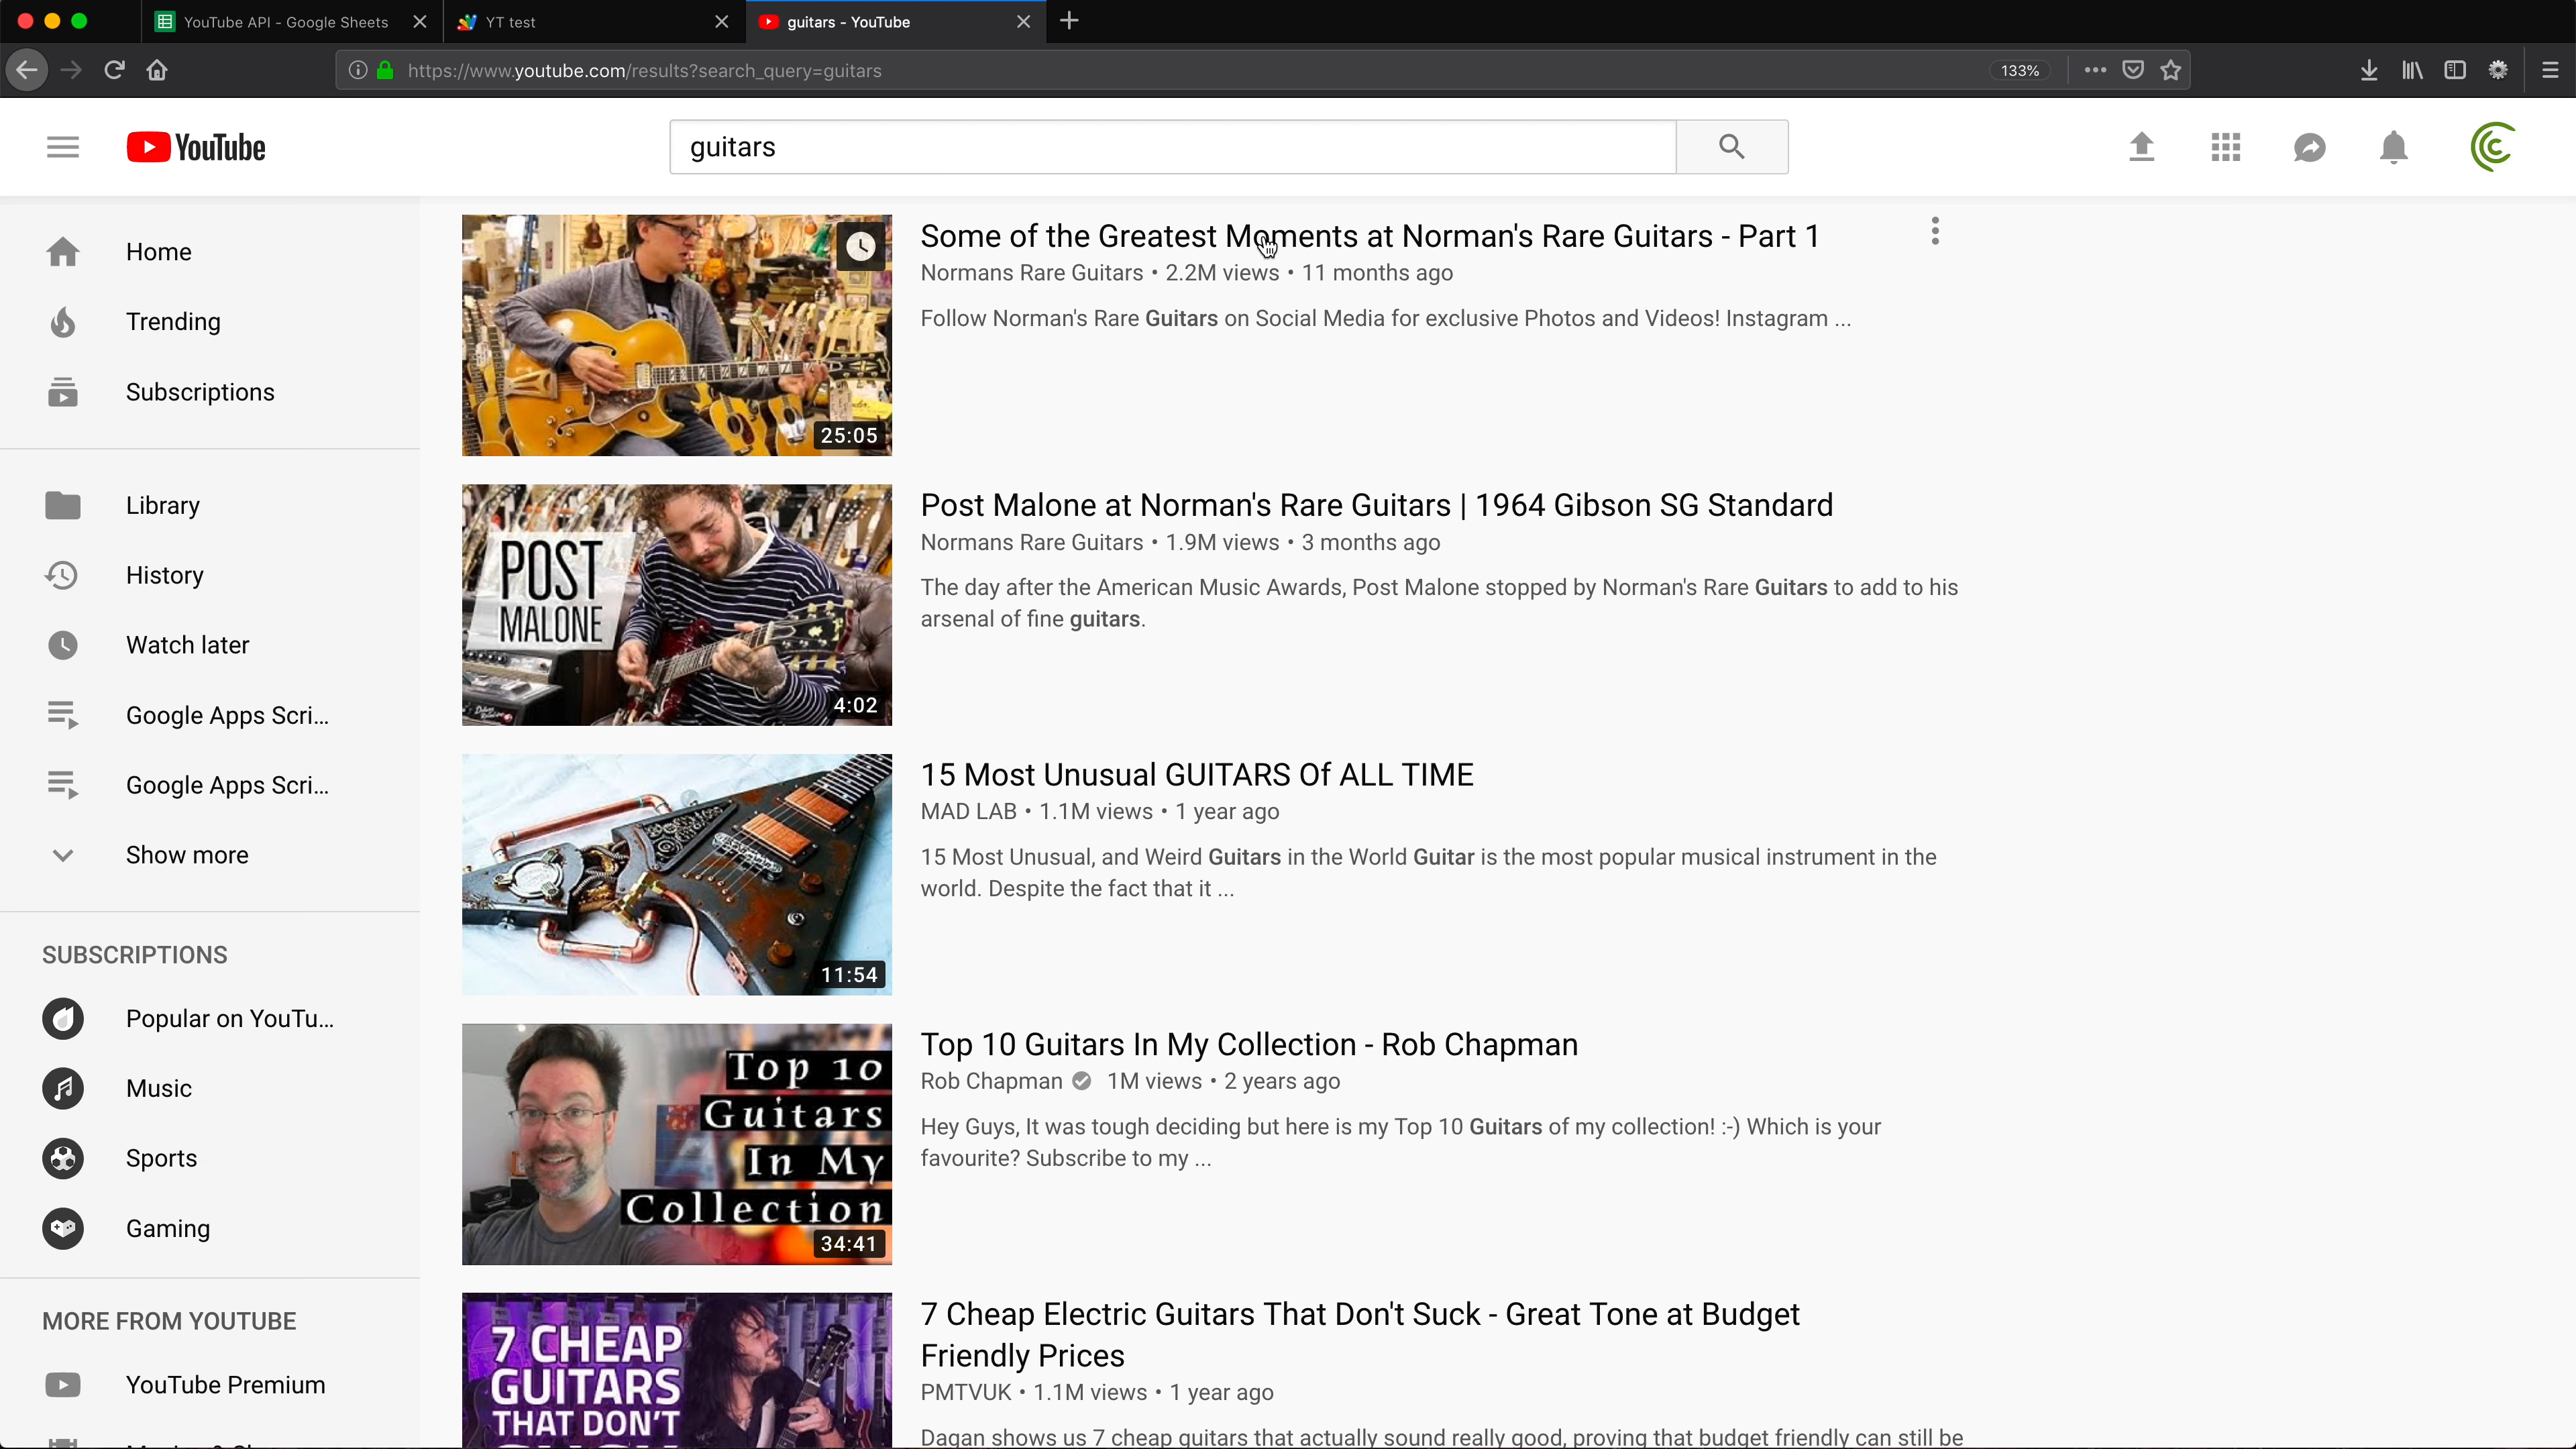 YouTube API - Google Sheets
YT test
guitars - YouTube
https://www.youtube.com/results?search_query=guitars
133%
YouTube
guitars
Home
Trending
Subscriptions
Library
History
Watch later
Google Apps Scri...
Google Apps Scri...
Show more
SUBSCRIPTIONS
Popular on YouTu...
Music
Sports
Gaming
MORE FROM YOUTUBE
YouTube Premium
25:05
Some of the Greatest Moments at Norman's Rare Guitars - Part 1
Normans Rare Guitars • 2.2M views • 11 months ago
Follow Norman's Rare Guitars on Social Media for exclusive Photos and Videos! Instagram ...
POST
MALONE
4:02
Post Malone at Norman's Rare Guitars | 1964 Gibson SG Standard
Normans Rare Guitars • 1.9M views • 3 months ago
The day after the American Music Awards, Post Malone stopped by Norman's Rare Guitars to add to his
arsenal of fine guitars.
11:54
15 Most Unusual GUITARS Of ALL TIME
MAD LAB • 1.1M views • 1 year ago
15 Most Unusual, and Weird Guitars in the World Guitar is the most popular musical instrument in the
world. Despite the fact that it ...
Top 10
Guitars
In My
Collection
34:41
Top 10 Guitars In My Collection - Rob Chapman
Rob Chapman 1M views • 2 years ago
Hey Guys, It was tough deciding but here is my Top 10 Guitars of my collection! :-) Which is your
favourite? Subscribe to my ...
7 CHEAP
GUITARS
THAT DON'T
7 Cheap Electric Guitars That Don't Suck - Great Tone at Budget
Friendly Prices
PMTVUK • 1.1M views • 1 year ago
Dagan shows us 7 cheap guitars that actually sound really good, proving that budget friendly can still be